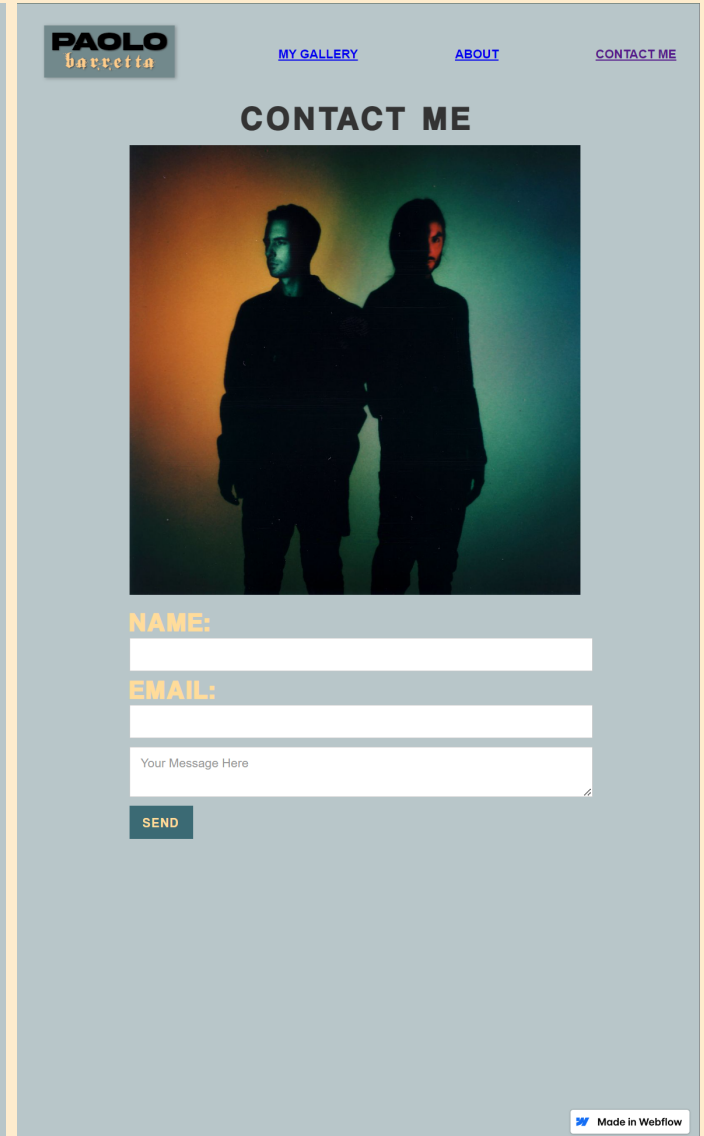 PAOLO
barretta
MY GALLERY
ABOUT
CONTACT ME
CONTACT ME
NAME:
EMAIL:
Your Message Here
SEND
Made in Webflow